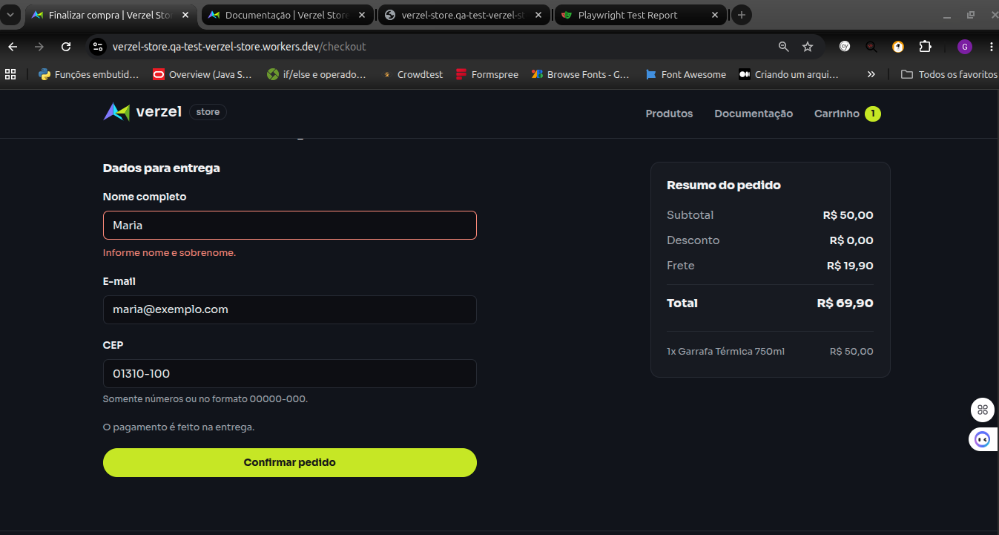 Finalizar compra | Verzel Sto
Documentação | Verzel Store
verzel-store.qa-test-verzel-st
Playwright Test Report
verzel-store.qa-test-verzel-store.workers.dev/checkout
G
Funções embutid...
Overview (Java S...
if/else e operado...
Crowdtest
Formspree
Browse Fonts - G...
Font Awesome
Criando um arqui...
Todos os favoritos
verzel
store
Produtos
Documentação
Carrinho 1
Dados para entrega
Nome completo
Maria
Informe nome e sobrenome.
E-mail
maria@exemplo.com
CEP
01310-100
Somente números ou no formato 00000-000.
O pagamento é feito na entrega.
Confirmar pedido
Resumo do pedido
Subtotal R$ 50,00
Desconto R$ 0,00
Frete R$ 19,90
Total R$ 69,90
1x Garrafa Térmica 750ml R$ 50,00